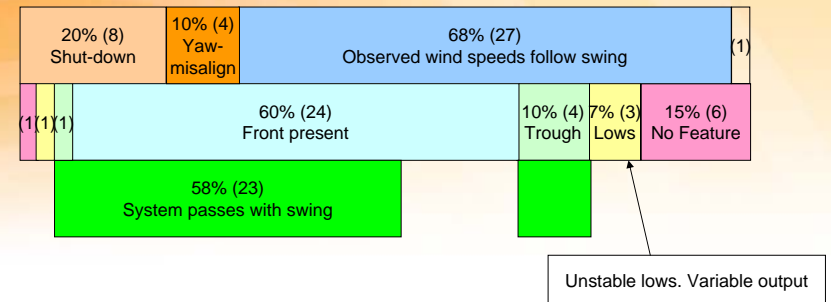 20% (8)
Shut-down
10% (4)
Yaw-
misalign
68% (27)
Observed wind speeds follow swing
(1)
(1
(1)
(1)
60% (24)
Front present
10% (4)
Trough
7% (3)
Lows
15% (6)
No Feature
58% (23)
System passes with swing
Unstable lows. Variable output